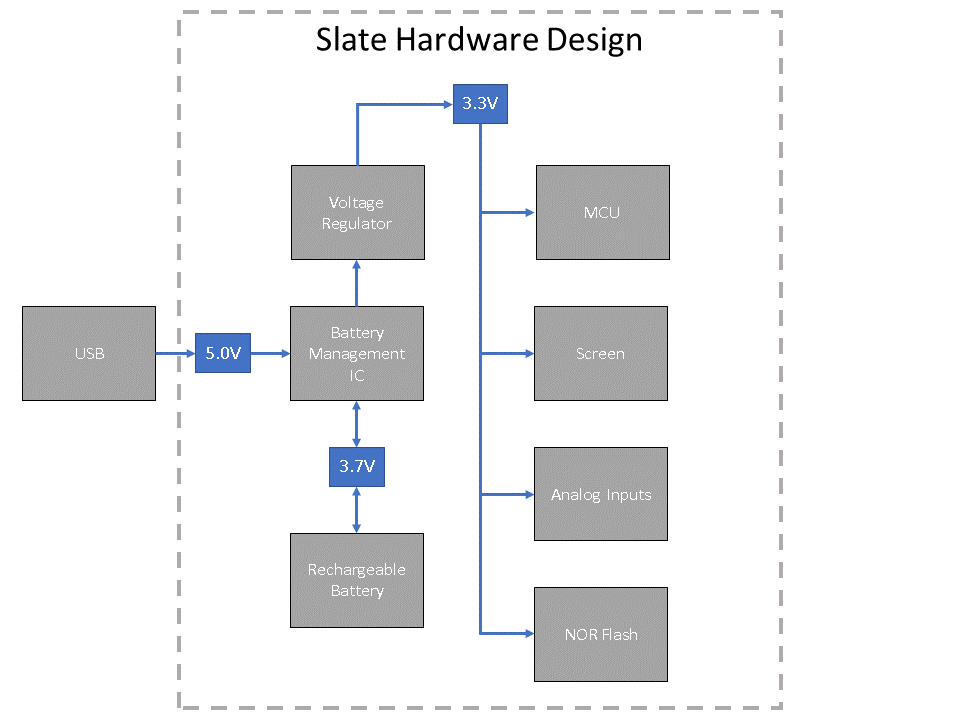 Slate Hardware Design
3.3V
Voltage
Regulator
MCU
USB
5.0V
Battery
Management
IC
Screen
3.7V
Analog Inputs
Rechargeable
Battery
NOR Flash